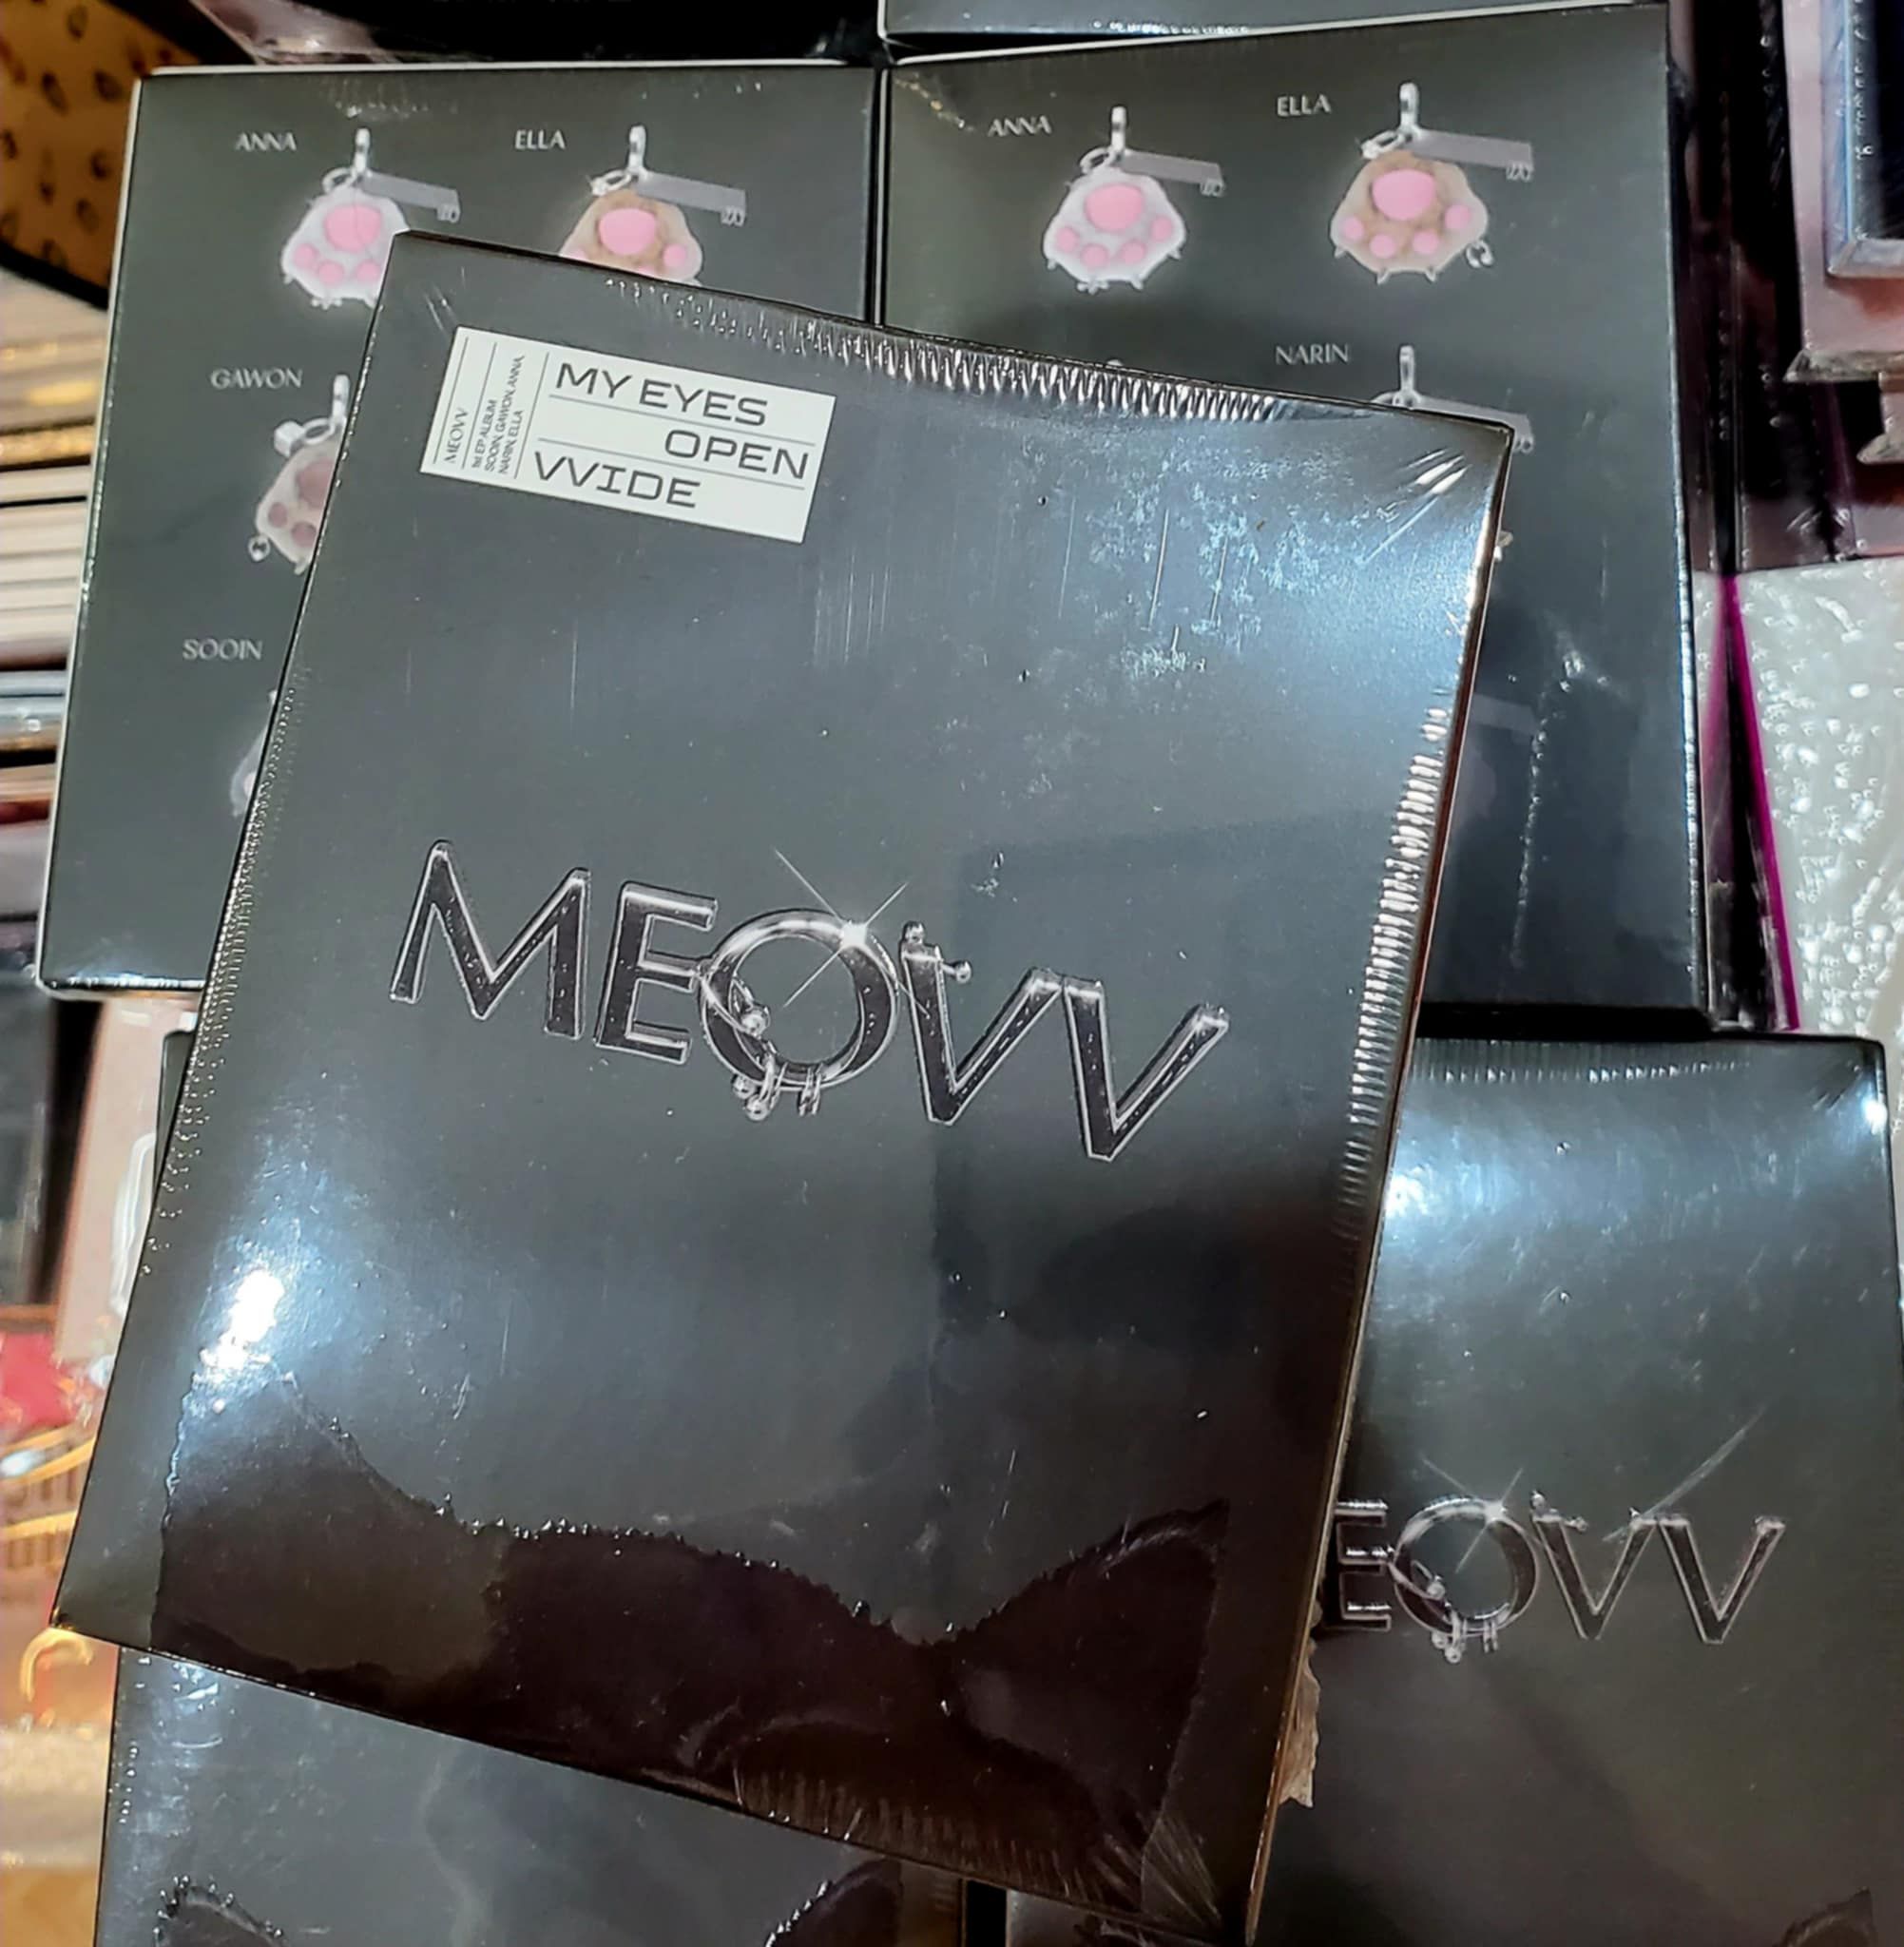 ANNA
ELLA
GAWON
SOOIN
ANNA
ELLA
NARIN
MEOVV
1st EP ALBUM
SOOIN, GAWON, ANNA
NARIN, ELLA
MY EYES
OPEN
VVIDE
MEOVV
EOVV